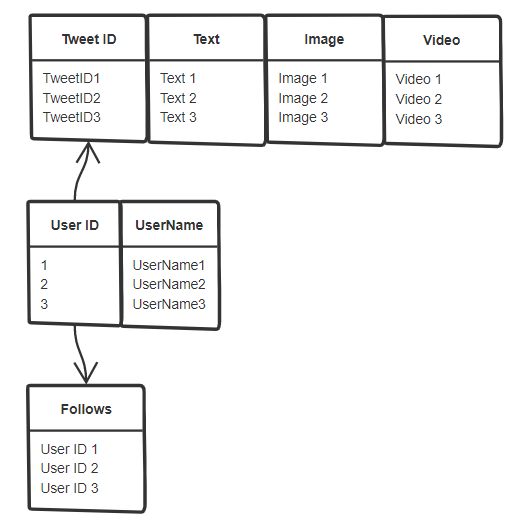 Tweet ID Text Image Video
TweetID1 Text 1 Image 1 Video 1
TweetID2 Text 2 Image 2 Video 2
TweetID3 Text 3 Image 3 Video 3
User ID UserName
1 UserName1
2 UserName2
3 UserName3
Follows
User ID 1
User ID 2
User ID 3